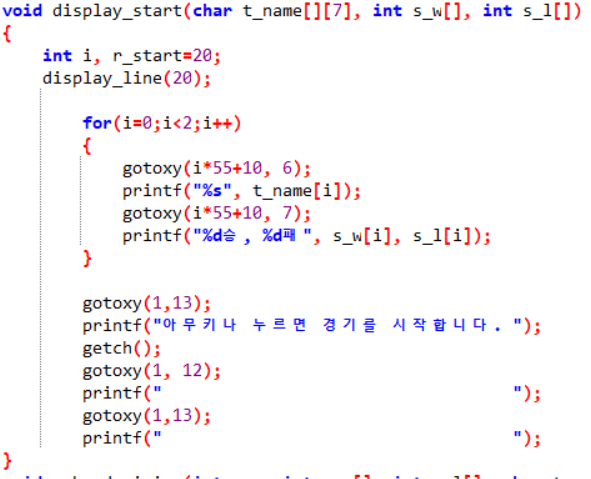 void display_start(char t_name[][7], int s_w[], int s_l[])
{
    int i, r_start=20;
    display_line(20);

        for(i=0;i<2;i++)
        {
            gotoxy(i*55+10, 6);
            printf("%s", t_name[i]);
            gotoxy(i*55+10, 7);
            printf("%d승, %d패", s_w[i], s_l[i]);
        }

        gotoxy(1,13);
        printf("아무키나 누르면 경기를 시작합니다.");
        getch();
        gotoxy(1, 12);
        printf("                                  ");
        gotoxy(1,13);
        printf("                                  ");
}